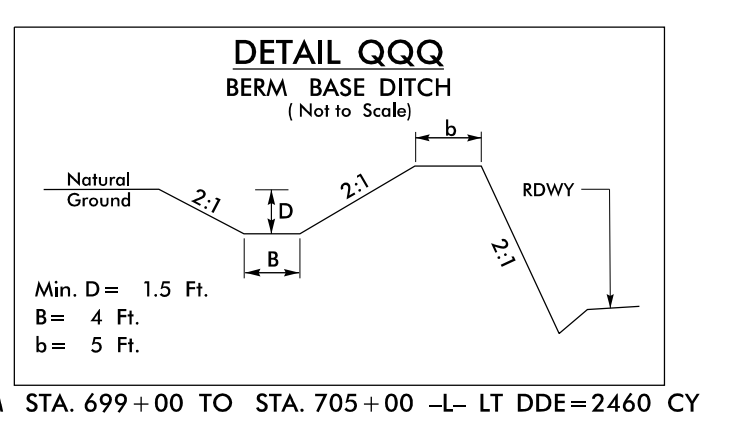 DETAIL QQQ
BERM BASE DITCH
( Not to Scale)
b
Natural
Ground
2:1
D
2:1
RDWY
B
2:1
Min. D = 1.5 Ft.
B = 4 Ft.
b = 5 Ft.
STA. 699+00 TO STA. 705+00 -L- LT DDE=2460 CY